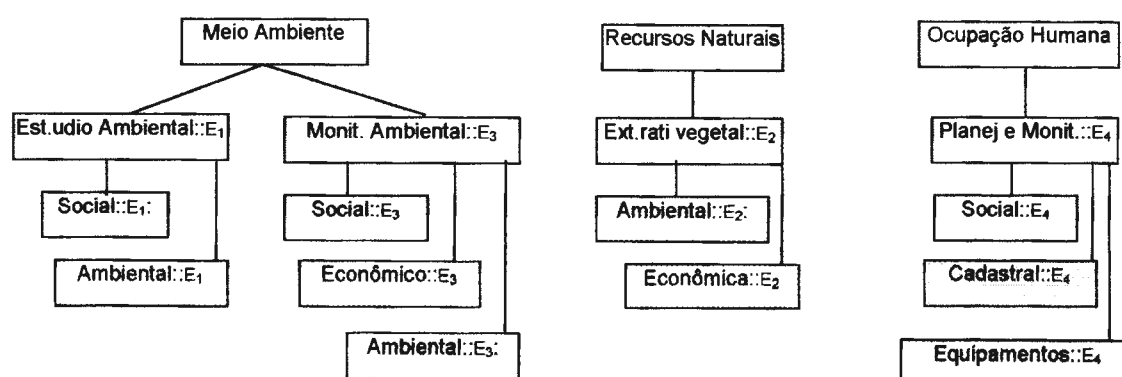 Meio Ambiente
Recursos Naturais
Ocupação Humana
Est.udio Ambiental::E₁
Monit. Ambiental::E₃
Ext.rati vegetal::E₂
Planej e Monit.::E₄
Social::E₁:
Social::E₃
Ambiental::E₂:
Social::E₄
Ambiental::E₁
Econômico::E₃
Econômica::E₂
Cadastral::E₄
Ambiental::E₃:
Equipamentos::E₄